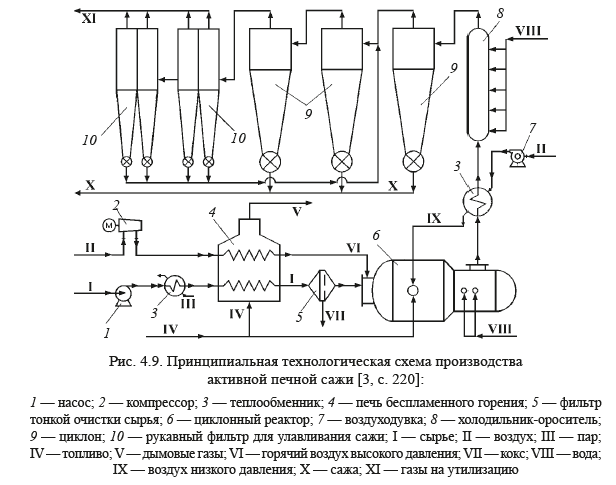 XI
8
VIII
9
9
10
10
7
II
X
X
3
2
М
4
V
IX
II
VI
6
I
I
3
III
5
1
IV
IV
VII
VIII
Рис. 4.9. Принципиальная технологическая схема производства
активной печной сажи [3, с. 220]:
1 — насос; 2 — компрессор; 3 — теплообменник; 4 — печь беспламенного горения; 5 — фильтр
тонкой очистки сырья; 6 — циклонный реактор; 7 — воздуходувка; 8 — холодильник-ороситель;
9 — циклон; 10 — рукавный фильтр для улавливания сажи; I — сырье; II — воздух; III — пар;
IV — топливо; V — дымовые газы; VI — горячий воздух высокого давления; VII — кокс; VIII — вода;
IX — воздух низкого давления; X — сажа; XI — газы на утилизацию